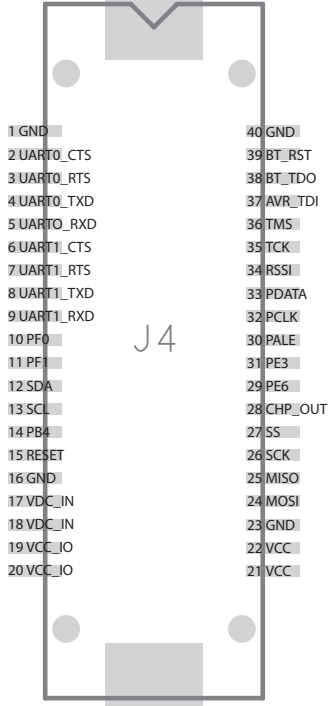 1 GND
2 UART0_CTS
3 UART0_RTS
4 UART0_TXD
5 UARTO_RXD
6 UART1_CTS
7 UART1_RTS
8 UART1_TXD
9 UART1_RXD
10 PF0
11 PF1
12 SDA
13 SCL
14 PB4
15 RESET
16 GND
17 VDC_IN
18 VDC_IN
19 VCC_IO
20 VCC_IO
J4
40 GND
39 BT_RST
38 BT_TDO
37 AVR_TDI
36 TMS
35 TCK
34 RSSI
33 PDATA
32 PCLK
30 PALE
31 PE3
29 PE6
28 CHP_OUT
27 SS
26 SCK
25 MISO
24 MOSI
23 GND
22 VCC
21 VCC